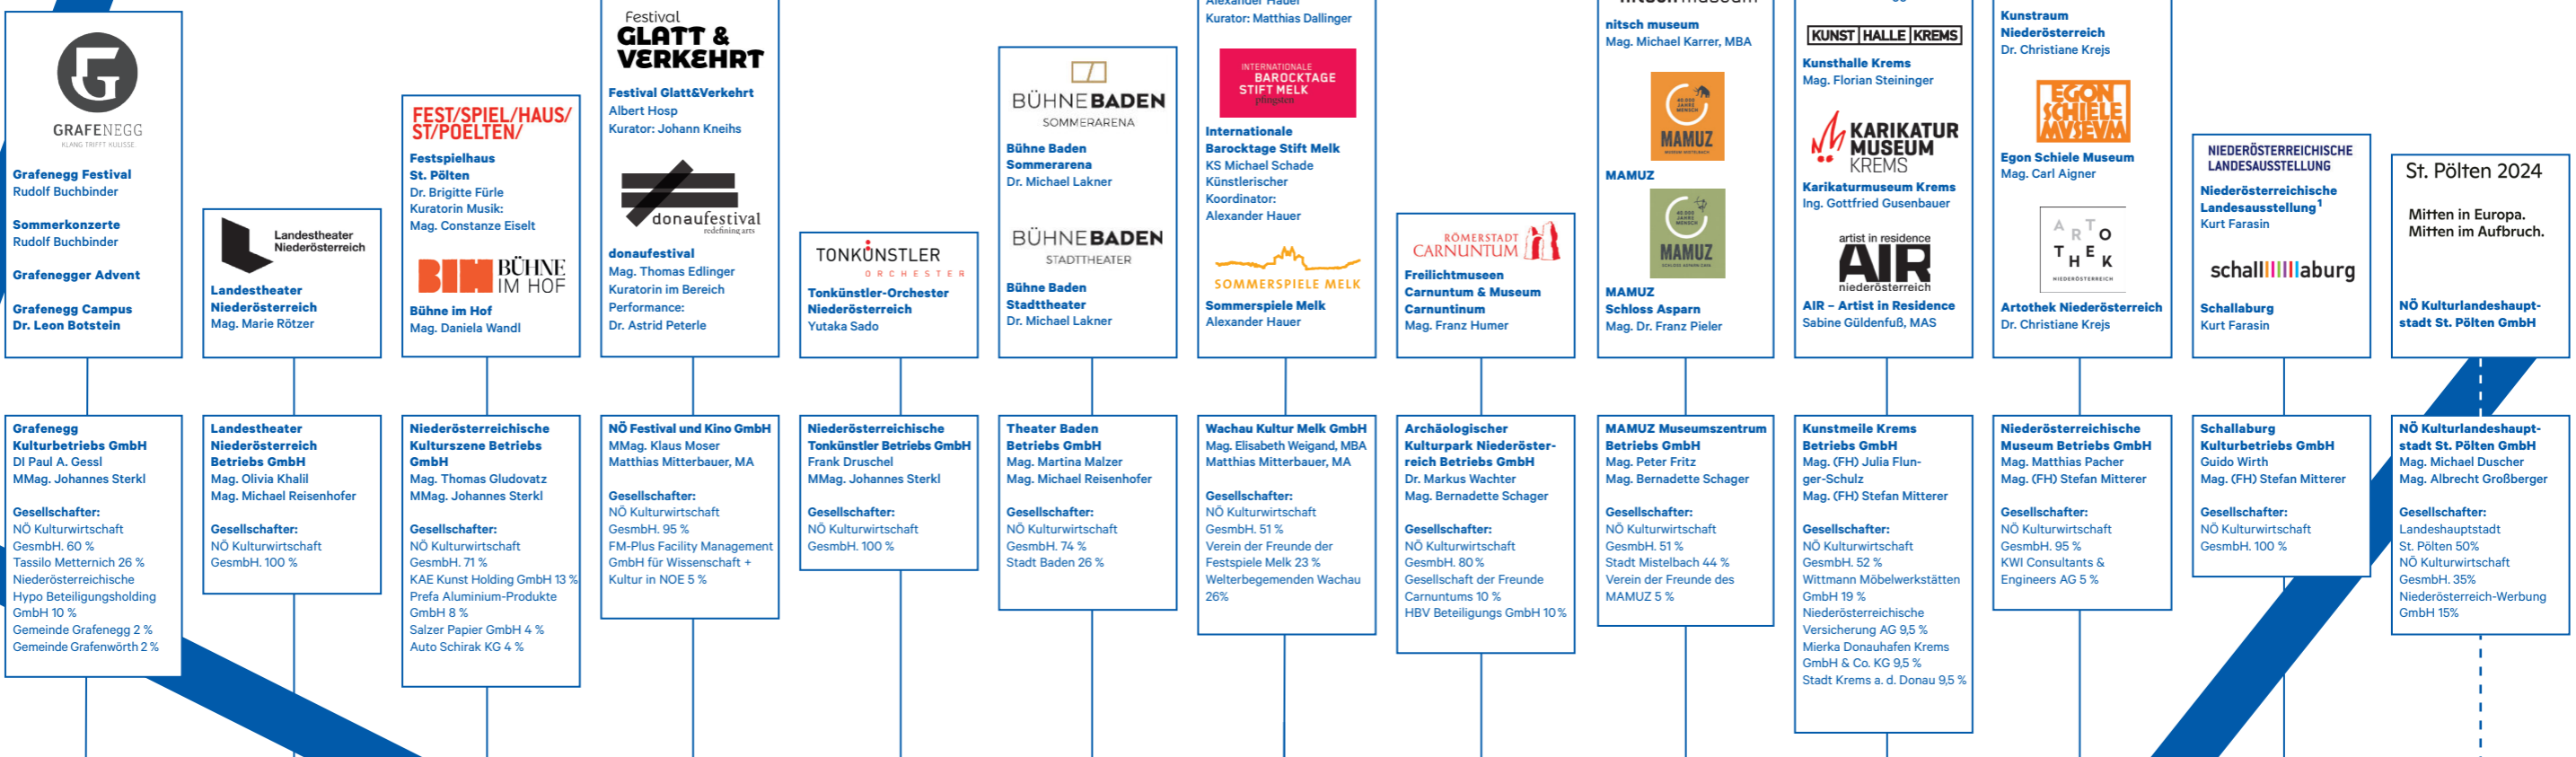 GRAFENEGG
KLANG TRIFFT KULISSE
Grafenegg Festival
Rudolf Buchbinder
Sommerkonzerte
Rudolf Buchbinder
Grafenegger Advent
Grafenegg Campus
Dr. Leon Botstein
Landestheater
Niederösterreich
Landestheater
Niederösterreich
Mag. Marie Rötzer
FEST/SPIEL/HAUS/
ST/POELTEN/
Festspielhaus
St. Pölten
Dr. Brigitte Fürle
Kuratorin Musik:
Mag. Constanze Eiselt
BIH BÜHNE
IM HOF
Bühne im Hof
Mag. Daniela Wandl
Festival
GLATT &
VERKEHRT
Festival Glatt&Verkehrt
Albert Hosp
Kurator: Johann Kneihs
donaufestival
redefining arts
donaufestival
Mag. Thomas Edlinger
Kuratorin im Bereich
Performance:
Dr. Astrid Peterle
TONKÜNSTLER
ORCHESTER
Tonkünstler-Orchester
Niederösterreich
Yutaka Sado
BÜHNEBADEN
SOMMERARENA
Bühne Baden
Sommerarena
Dr. Michael Lakner
BÜHNEBADEN
STADTTHEATER
Bühne Baden
Stadttheater
Dr. Michael Lakner
Alexander Hauer
Kurator: Matthias Dallinger
INTERNATIONALE
BAROCKTAGE
STIFT MELK
pfingsten
Internationale
Barocktage Stift Melk
KS Michael Schade
Künstlerischer
Koordinator:
Alexander Hauer
SOMMERSPIELE MELK
Sommerspiele Melk
Alexander Hauer
RÖMERSTADT
CARNUNTUM
Freilichtmuseen
Carnuntum & Museum
Carnuntinum
Mag. Franz Humer
nitsch museum
Mag. Michael Karrer, MBA
40.000
JAHRE
MENSCH
MAMUZ
MUSEUM MISTELBACH
MAMUZ
40.000
JAHRE
MENSCH
MAMUZ
SCHLOSS ASPARN/ZAYA
MAMUZ
Schloss Asparn
Mag. Dr. Franz Pieler
KUNST HALLE KREMS
Kunsthalle Krems
Mag. Florian Steininger
KARIKATUR
MUSEUM
KREMS
Karikaturmuseum Krems
Ing. Gottfried Gusenbauer
artist in residence
AIR
niederösterreich
AIR – Artist in Residence
Sabine Güldenfuß, MAS
Kunstraum
Niederösterreich
Dr. Christiane Krejs
EGON
SCHIELE
MVSEVM
Egon Schiele Museum
Mag. Carl Aigner
ARTO
THEK
NIEDERÖSTERREICH
Artothek Niederösterreich
Dr. Christiane Krejs
NIEDERÖSTERREICHISCHE
LANDESAUSSTELLUNG
Niederösterreichische
Landesausstellung¹
Kurt Farasin
schallaburg
Schallaburg
Kurt Farasin
St. Pölten 2024
Mitten in Europa.
Mitten im Aufbruch.
NÖ Kulturlandeshaupt-
stadt St. Pölten GmbH
Grafenegg
Kulturbetriebs GmbH
DI Paul A. Gessl
MMag. Johannes Sterkl
Gesellschafter:
NÖ Kulturwirtschaft
GesmbH. 60 %
Tassilo Metternich 26 %
Niederösterreichische
Hypo Beteiligungsholding
GmbH 10 %
Gemeinde Grafenegg 2 %
Gemeinde Grafenwörth 2 %
Landestheater
Niederösterreich
Betriebs GmbH
Mag. Olivia Khalil
Mag. Michael Reisenhofer
Gesellschafter:
NÖ Kulturwirtschaft
GesmbH. 100 %
Niederösterreichische
Kulturszene Betriebs
GmbH
Mag. Thomas Gludovatz
MMag. Johannes Sterkl
Gesellschafter:
NÖ Kulturwirtschaft
GesmbH. 71 %
KAE Kunst Holding GmbH 13 %
Prefa Aluminium-Produkte
GmbH 8 %
Salzer Papier GmbH 4 %
Auto Schirak KG 4 %
NÖ Festival und Kino GmbH
MMag. Klaus Moser
Matthias Mitterbauer, MA
Gesellschafter:
NÖ Kulturwirtschaft
GesmbH. 95 %
FM-Plus Facility Management
GmbH für Wissenschaft +
Kultur in NOE 5 %
Niederösterreichische
Tonkünstler Betriebs GmbH
Frank Druschel
MMag. Johannes Sterkl
Gesellschafter:
NÖ Kulturwirtschaft
GesmbH. 100 %
Theater Baden
Betriebs GmbH
Mag. Martina Malzer
Mag. Michael Reisenhofer
Gesellschafter:
NÖ Kulturwirtschaft
GesmbH. 74 %
Stadt Baden 26 %
Wachau Kultur Melk GmbH
Mag. Elisabeth Weigand, MBA
Matthias Mitterbauer, MA
Gesellschafter:
NÖ Kulturwirtschaft
GesmbH. 51 %
Verein der Freunde der
Festspiele Melk 23 %
Welterbegemenden Wachau
26%
Archäologischer
Kulturpark Niederöster-
reich Betriebs GmbH
Dr. Markus Wachter
Mag. Bernadette Schager
Gesellschafter:
NÖ Kulturwirtschaft
GesmbH. 80 %
Gesellschaft der Freunde
Carnuntums 10 %
HBV Beteiligungs GmbH 10 %
MAMUZ Museumszentrum
Betriebs GmbH
Mag. Peter Fritz
Mag. Bernadette Schager
Gesellschafter:
NÖ Kulturwirtschaft
GesmbH. 51 %
Stadt Mistelbach 44 %
Verein der Freunde des
MAMUZ 5 %
Kunstmeile Krems
Betriebs GmbH
Mag. (FH) Julia Flun-
ger-Schulz
Mag. (FH) Stefan Mitterer
Gesellschafter:
NÖ Kulturwirtschaft
GesmbH. 52 %
Wittmann Möbelwerkstätten
GmbH 19 %
Niederösterreichische
Versicherung AG 9,5 %
Mierka Donauhafen Krems
GmbH & Co. KG 9,5 %
Stadt Krems a. d. Donau 9,5 %
Niederösterreichische
Museum Betriebs GmbH
Mag. Matthias Pacher
Mag. (FH) Stefan Mitterer
Gesellschafter:
NÖ Kulturwirtschaft
GesmbH. 95 %
KWI Consultants &
Engineers AG 5 %
Schallaburg
Kulturbetriebs GmbH
Guido Wirth
Mag. (FH) Stefan Mitterer
Gesellschafter:
NÖ Kulturwirtschaft
GesmbH. 100 %
NÖ Kulturlandeshaupt-
stadt St. Pölten GmbH
Mag. Michael Duscher
Mag. Albrecht Großberger
Gesellschafter:
Landeshauptstadt
St. Pölten 50%
NÖ Kulturwirtschaft
GesmbH. 35%
Niederösterreich-Werbung
GmbH 15%